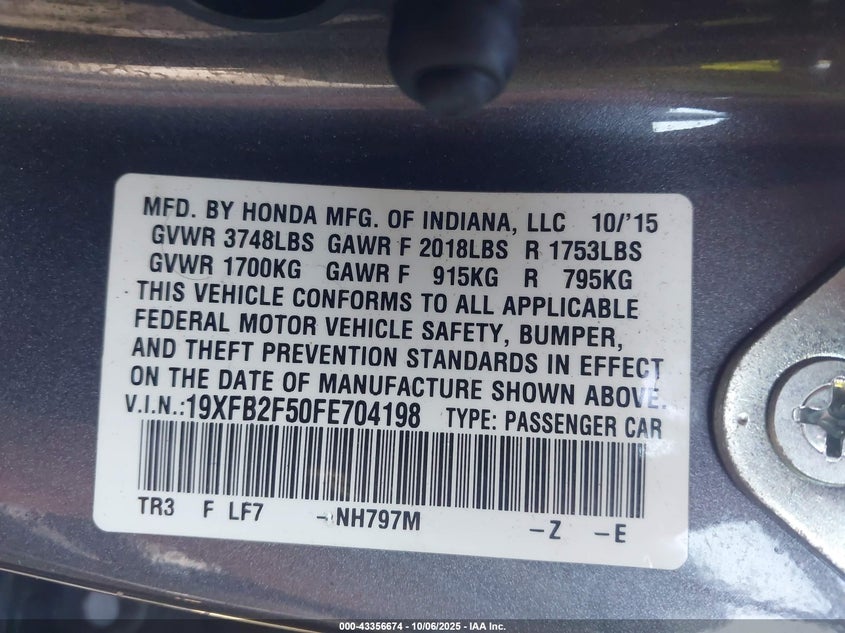 MFD. BY HONDA MFG. OF INDIANA, LLC 10/'15
GVWR 3748LBS GAWR F 2018LBS R 1753LBS
GVWR 1700KG GAWR F 915KG R 795KG
THIS VEHICLE CONFORMS TO ALL APPLICABLE
FEDERAL MOTOR VEHICLE SAFETY, BUMPER,
AND THEFT PREVENTION STANDARDS IN EFFECT
ON THE DATE OF MANUFACTURE SHOWN ABOVE.
V.I.N.:19XFB2F50FE704198 TYPE: PASSENGER CAR
TR3 F LF7 -NH797M -Z -E
000-43356674 | 10/06/2025 - IAA Inc.